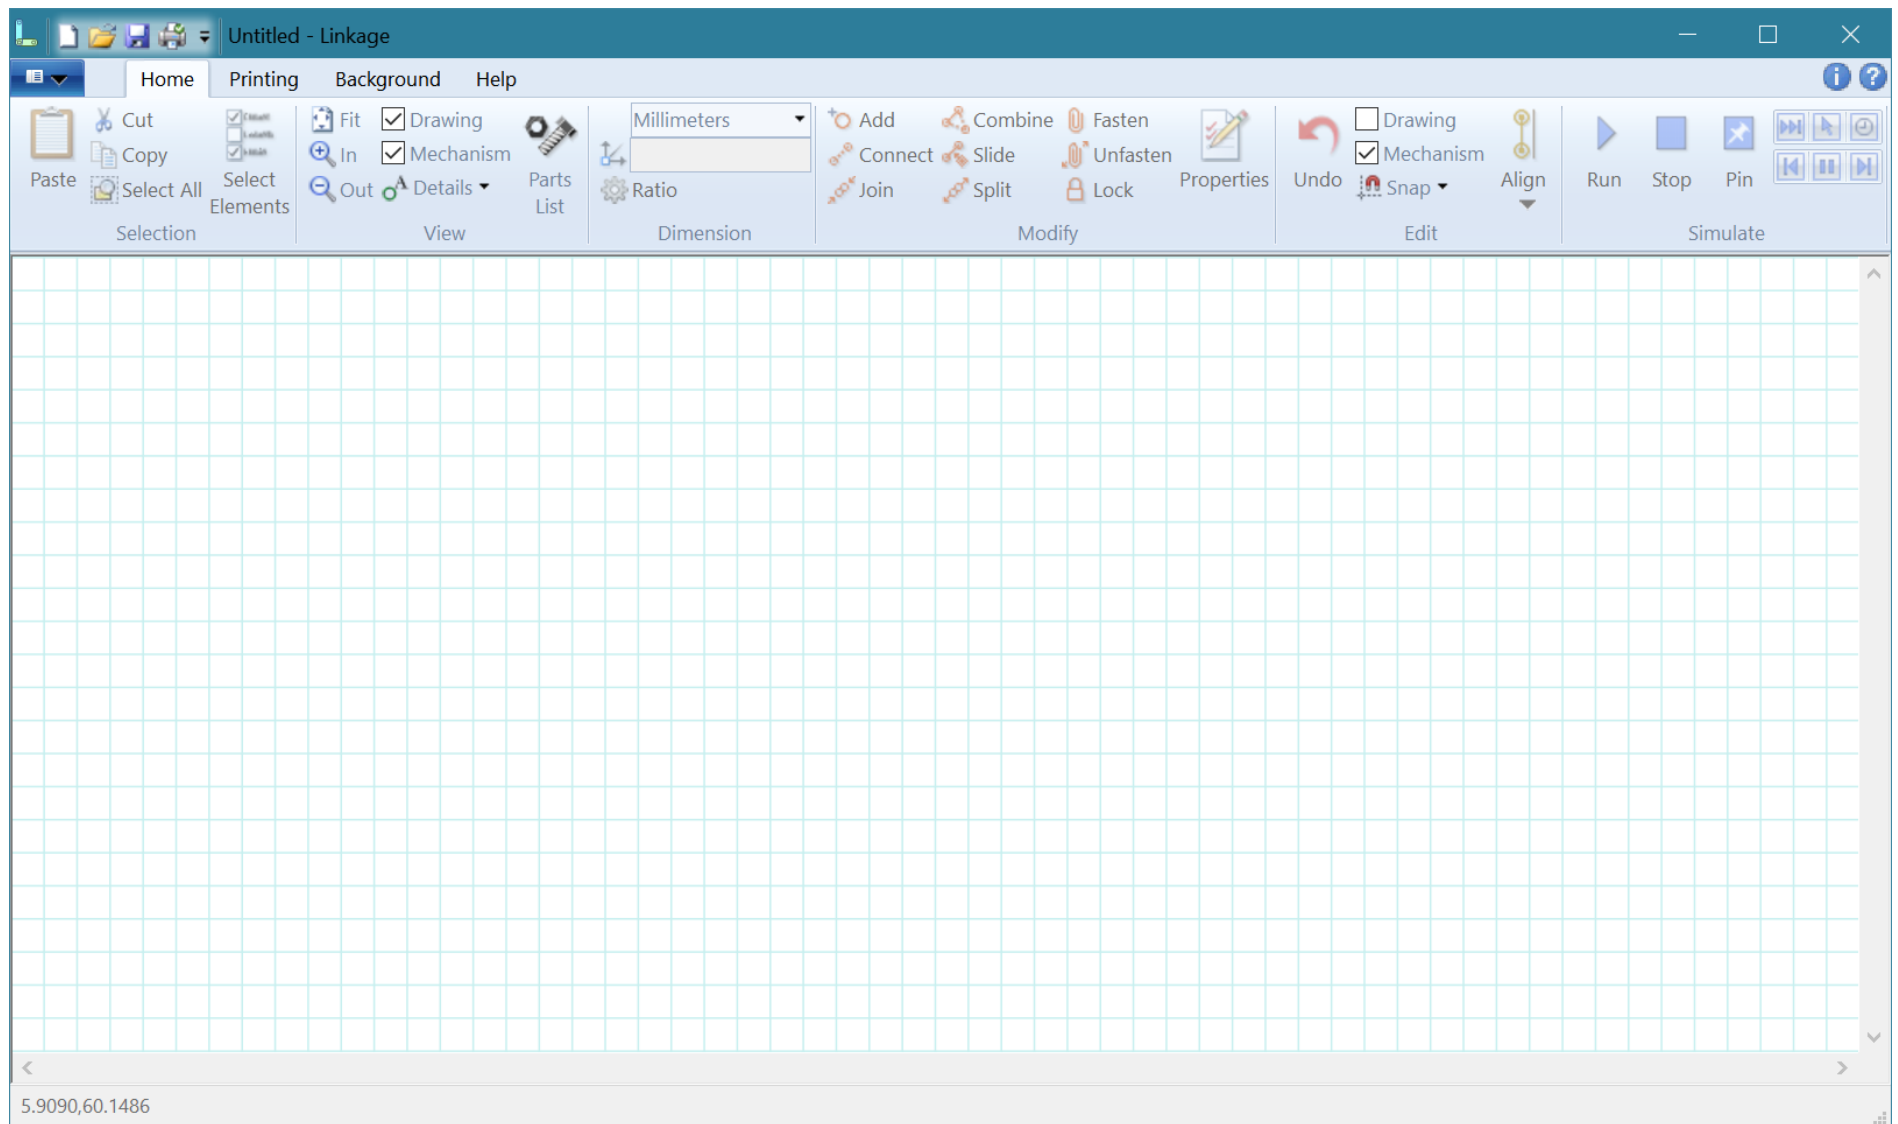 Untitled - Linkage
Home Printing Background Help
Cut Fit Drawing Millimeters Add Combine Fasten Drawing
Copy In Mechanism Connect Slide Unfasten Mechanism
Paste Select All Select Elements Out Details Parts List Ratio Join Split Lock Properties Undo Snap Align Run Stop Pin
Selection View Dimension Modify Edit Simulate
5.9090,60.1486